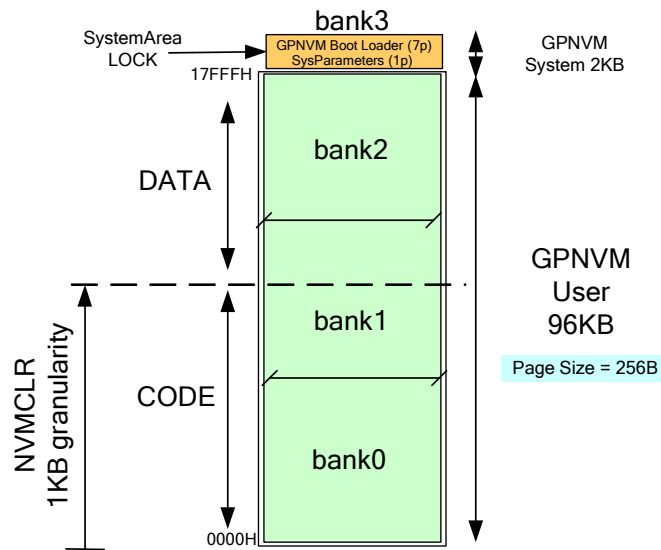 bank3
SystemArea
LOCK
GPNVM Boot Loader (7p)
SysParameters (1p)
GPNVM
System 2KB
17FFFH
bank2
DATA
GPNVM
User
96KB
bank1
Page Size = 256B
CODE
NVMCLR
1KB granularity
bank0
0000H